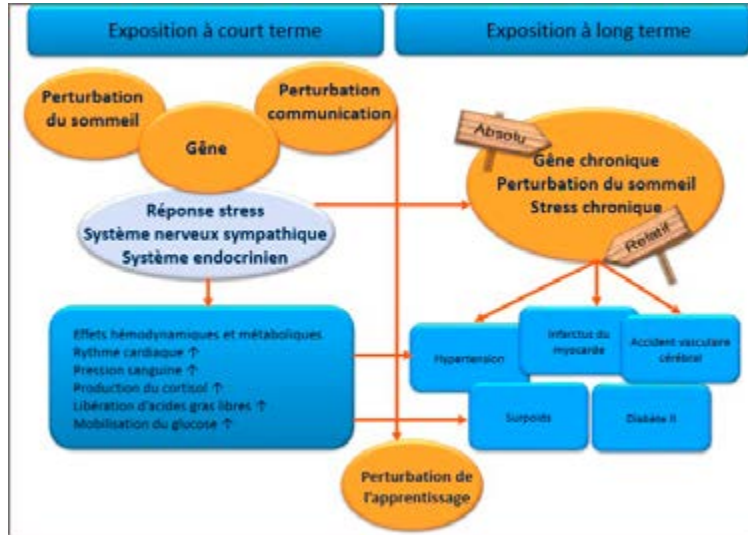 Exposition à court terme
Exposition à long terme
Perturbation
du sommeil
Gêne
Perturbation
communication
Réponse stress
Système nerveux sympathique
Système endocrinien
Effets hémodynamiques et métaboliques
Rythme cardiaque ↑
Pression sanguine ↑
Production du cortisol ↑
Libération d'acides gras libres ↑
Mobilisation du glucose ↑
Perturbation de
l'apprentissage
Absolu
Gêne chronique
Perturbation du sommeil
Stress chronique
Relatif
Hypertension
Infarctus du
myocarde
Accident vasculaire
cérébral
Surpoids
Diabète II